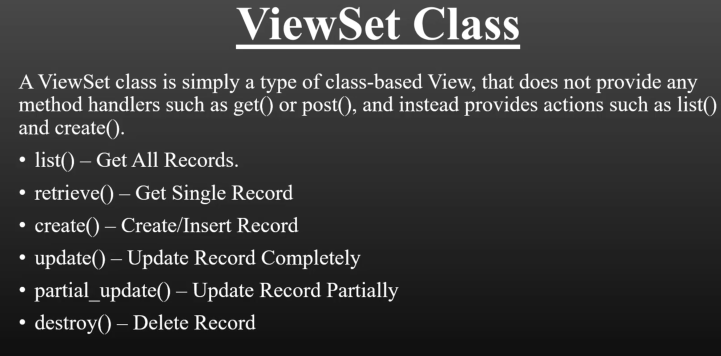 ViewSet Class
A ViewSet class is simply a type of class-based View, that does not provide any
method handlers such as get() or post(), and instead provides actions such as list()
and create().
• list() – Get All Records.
• retrieve() – Get Single Record
• create() – Create/Insert Record
• update() – Update Record Completely
• partial_update() – Update Record Partially
• destroy() – Delete Record